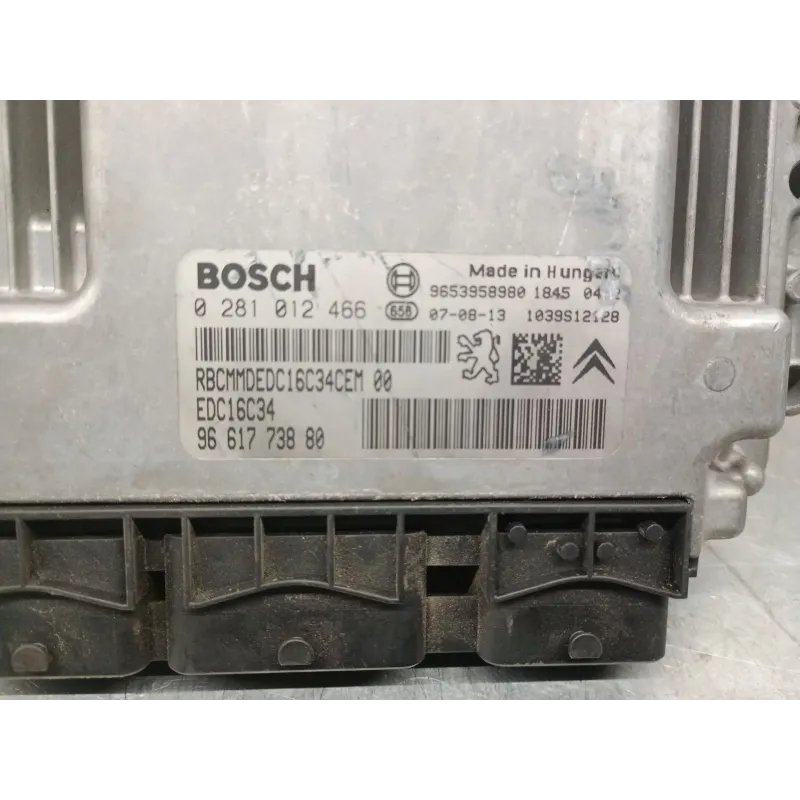 BOSCH
Made in Hungary
9653958980 1845
0 281 012 466 658 07-08-13 1039S12128
RBCMMDEDC16C34CEM 00
EDC16C34
96 617 738 80